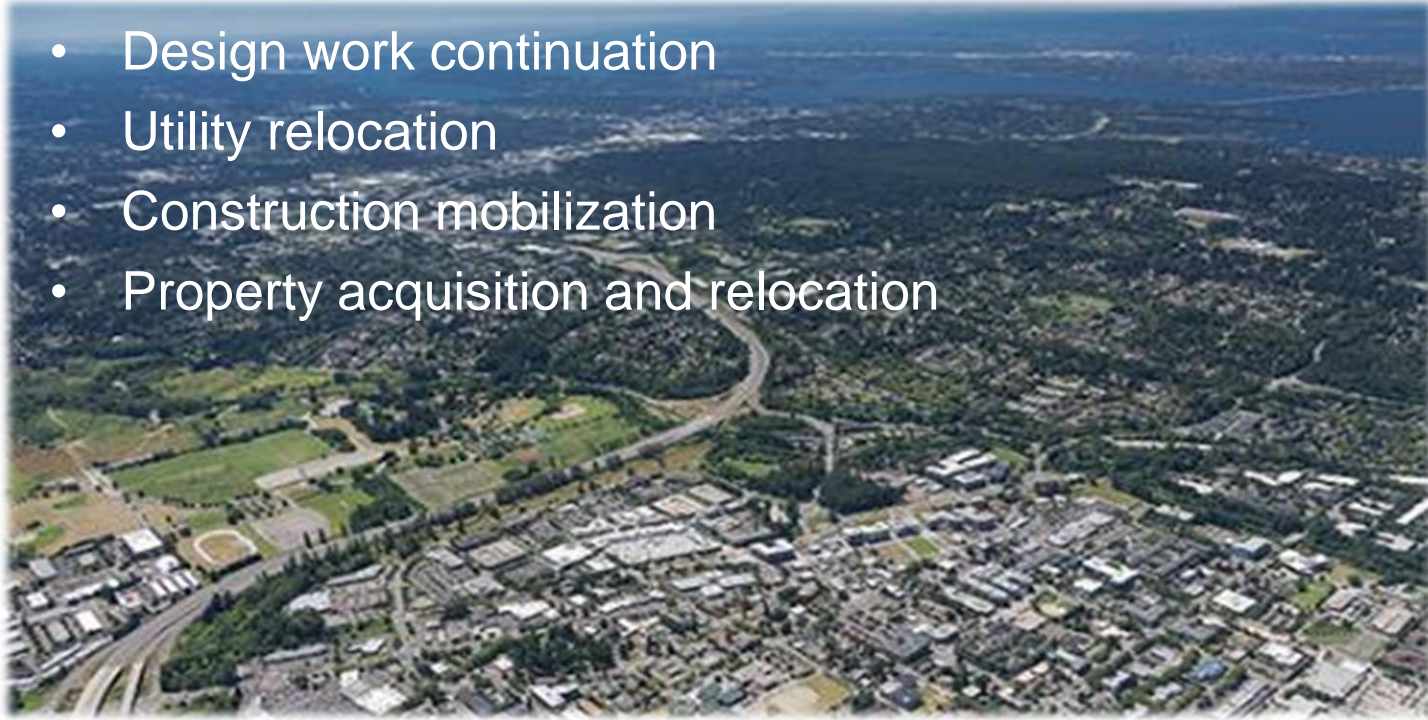 • Design work continuation
• Utility relocation
• Construction mobilization
• Property acquisition and relocation